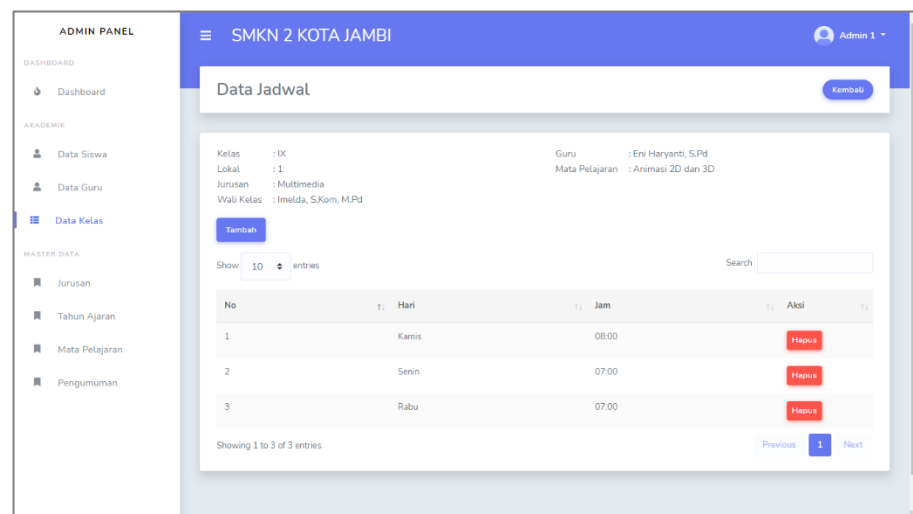 ADMIN PANEL
DASHBOARD
Dashboard
AKADEMIK
Data Siswa
Data Guru
Data Kelas
MASTER DATA
Jurusan
Tahun Ajaran
Mata Pelajaran
Pengumuman
SMKN 2 KOTA JAMBI
Admin 1
Data Jadwal
Kembali
Kelas : IX
Lokal : 1
Jurusan : Multimedia
Wali Kelas : Imelda, S.Kom, M.Pd
Guru : Eni Haryanti, S.Pd
Mata Pelajaran : Animasi 2D dan 3D
Tambah
Show 10 entries
Search
No Hari Jam Aksi
1 Kamis 08:00 Hapus
2 Senin 07:00 Hapus
3 Rabu 07:00 Hapus
Showing 1 to 3 of 3 entries
Previous 1 Next